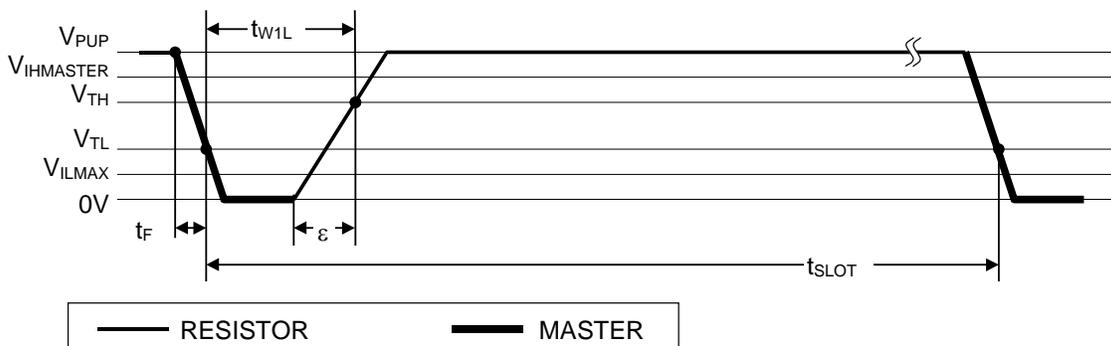 tW1L
VPUP
VIHMASTER
VTH
VTL
VILMAX
0V
tF
ε
tSLOT
RESISTOR
MASTER